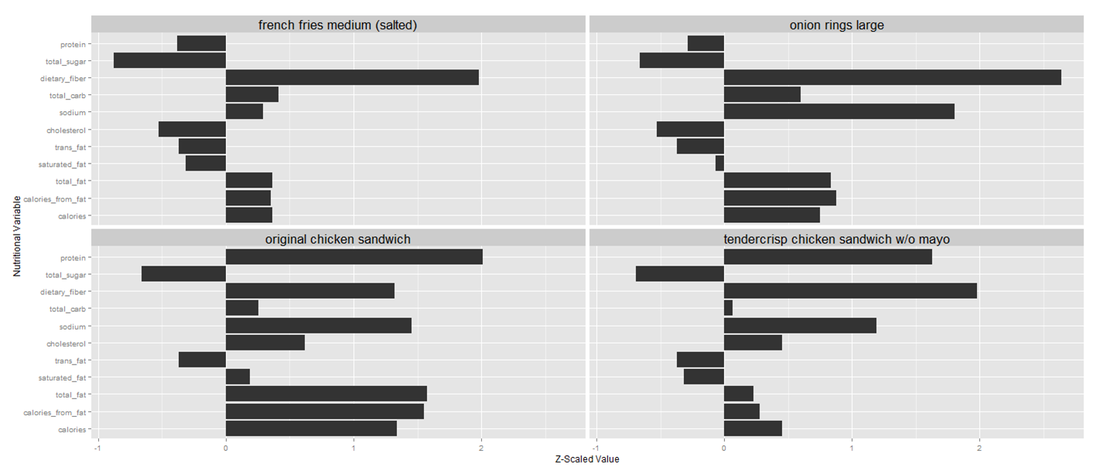 french fries medium (salted)
onion rings large
protein
total_sugar
dietary_fiber
total_carb
sodium
cholesterol
trans_fat
saturated_fat
total_fat
calories_from_fat
calories
original chicken sandwich
tendercrisp chicken sandwich w/o mayo
protein
total_sugar
dietary_fiber
total_carb
sodium
cholesterol
trans_fat
saturated_fat
total_fat
calories_from_fat
calories
-1 0 1 2
-1 0 1 2
Z-Scaled Value
Nutritional Variable